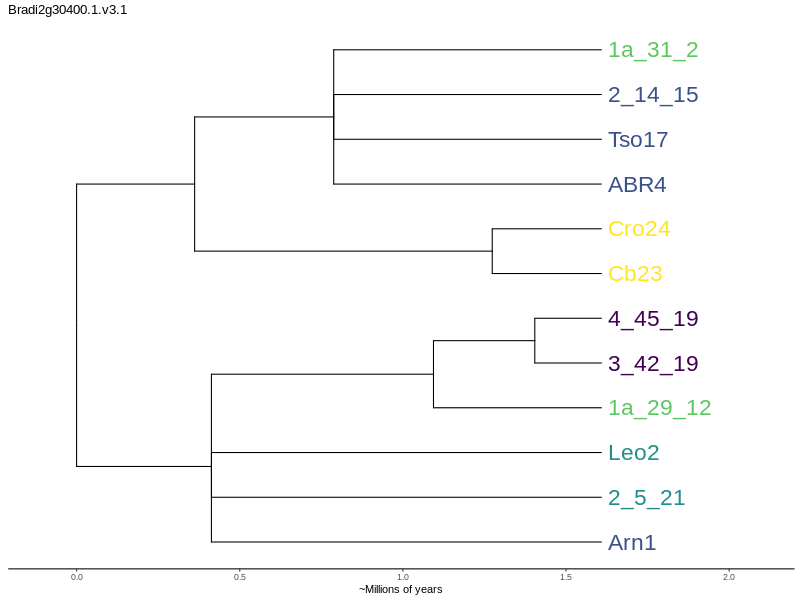 Bradi2g30400.1.v3.1
1a_31_2
2_14_15
Tso17
ABR4
Cro24
Cb23
4_45_19
3_42_19
1a_29_12
Leo2
2_5_21
Arn1
0.0 0.5 1.0 1.5 2.0
~Millions of years